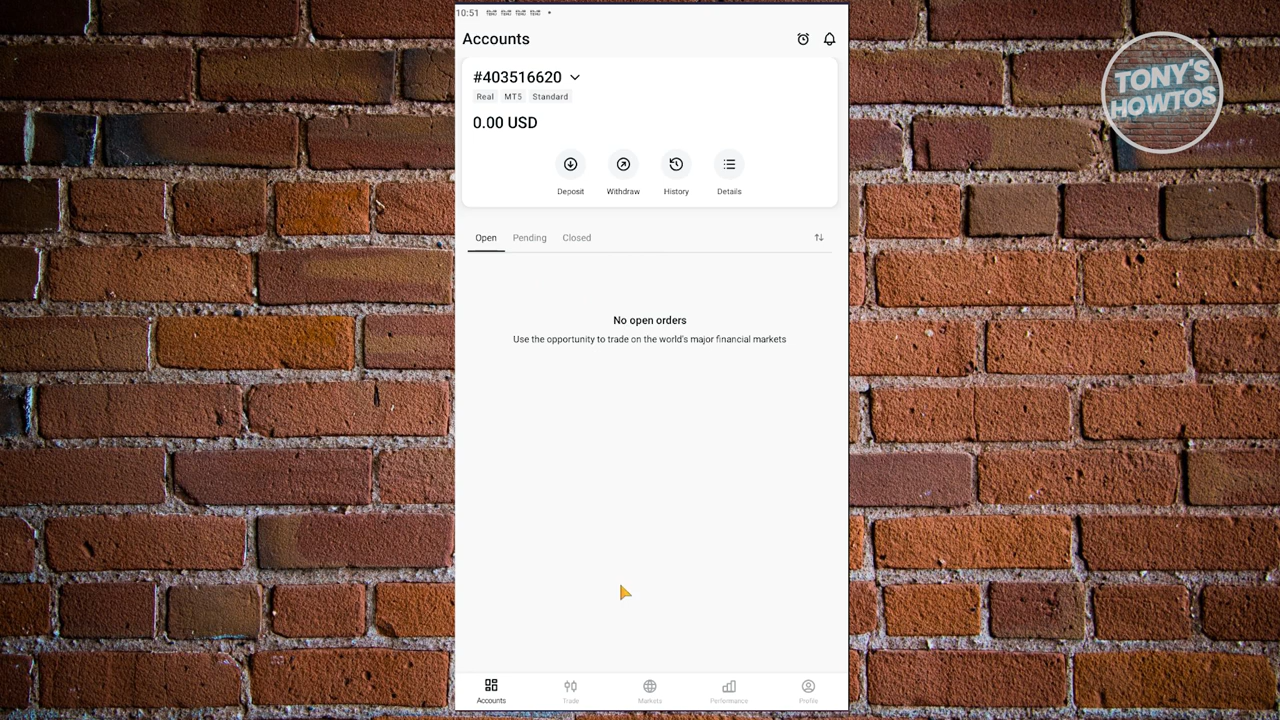 10:51
Accounts
#403516620
Real MT5 Standard
0.00 USD
Deposit Withdraw History Details
Open Pending Closed
No open orders
Use the opportunity to trade on the world's major financial markets
Accounts Trade Markets Performance Profile
TONY'S
HOWTOS